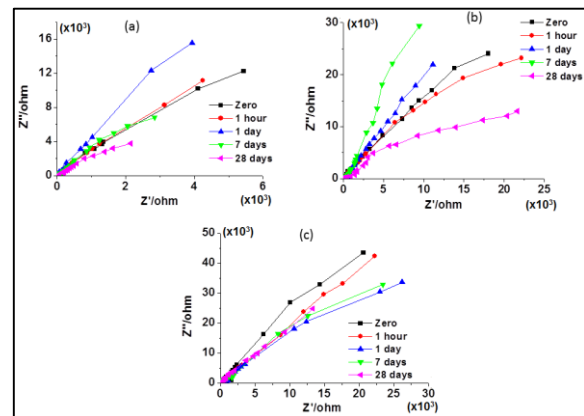 (x10³) (a)
16
12
8
4
0
Z''/ohm
Zero
1 hour
1 day
7 days
28 days
0 2 4 6
Z'/ohm (x10³)
(x10³) (b)
30
20
10
0
Z''/ohm
Zero
1 hour
1 day
7 days
28 days
0 5 10 15 20 25
Z'/ohm (x10³)
(x10³) (c)
50
40
30
20
10
0
Z''/ohm
Zero
1 hour
1 day
7 days
28 days
0 5 10 15 20 25 30
Z'/ohm (x10³)